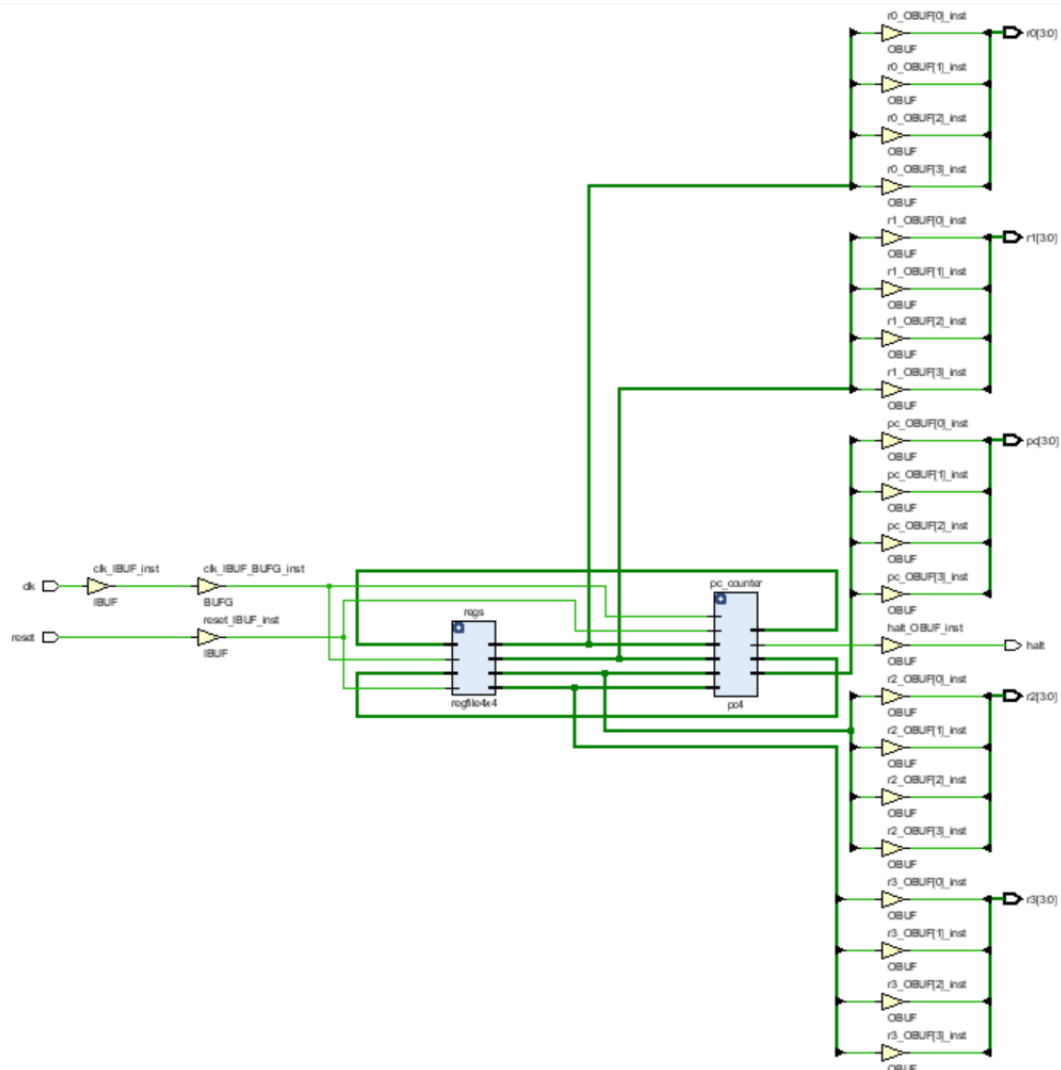 r0_OBUF[0]_inst
OBUF
r0[3:0]
r0_OBUF[1]_inst
OBUF
r0_OBUF[2]_inst
OBUF
r0_OBUF[3]_inst
OBUF
r1_OBUF[0]_inst
OBUF
r1[3:0]
r1_OBUF[1]_inst
OBUF
r1_OBUF[2]_inst
OBUF
r1_OBUF[3]_inst
OBUF
pc_OBUF[0]_inst
OBUF
pc[3:0]
pc_OBUF[1]_inst
OBUF
pc_OBUF[2]_inst
OBUF
pc_OBUF[3]_inst
OBUF
clk
clk_IBUF_inst
IBUF
clk_IBUF_BUFG_inst
BUFG
reset
reset_IBUF_inst
IBUF
regs
regfile4x4
pc_counter
pc4
halt_OBUF_inst
OBUF
halt
r2_OBUF[0]_inst
OBUF
r2[3:0]
r2_OBUF[1]_inst
OBUF
r2_OBUF[2]_inst
OBUF
r2_OBUF[3]_inst
OBUF
r3_OBUF[0]_inst
OBUF
r3[3:0]
r3_OBUF[1]_inst
OBUF
r3_OBUF[2]_inst
OBUF
r3_OBUF[3]_inst
OBUF